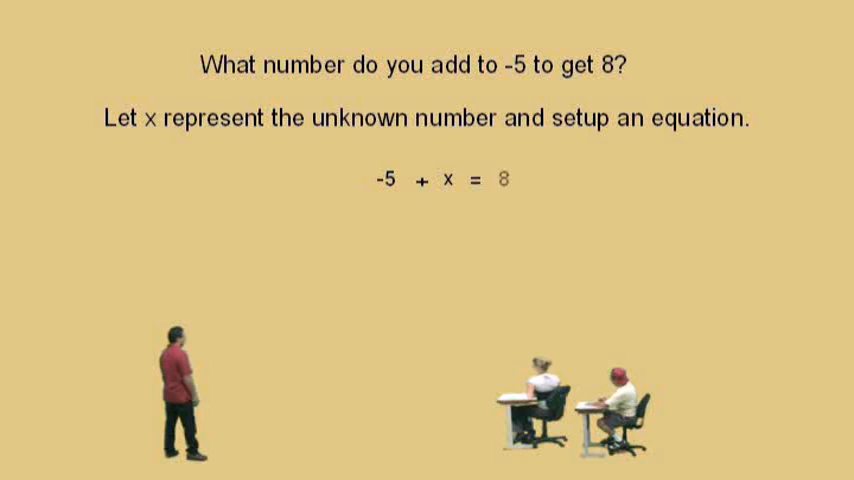 What number do you add to -5 to get 8?
Let x represent the unknown number and setup an equation.
-5 + x = 8